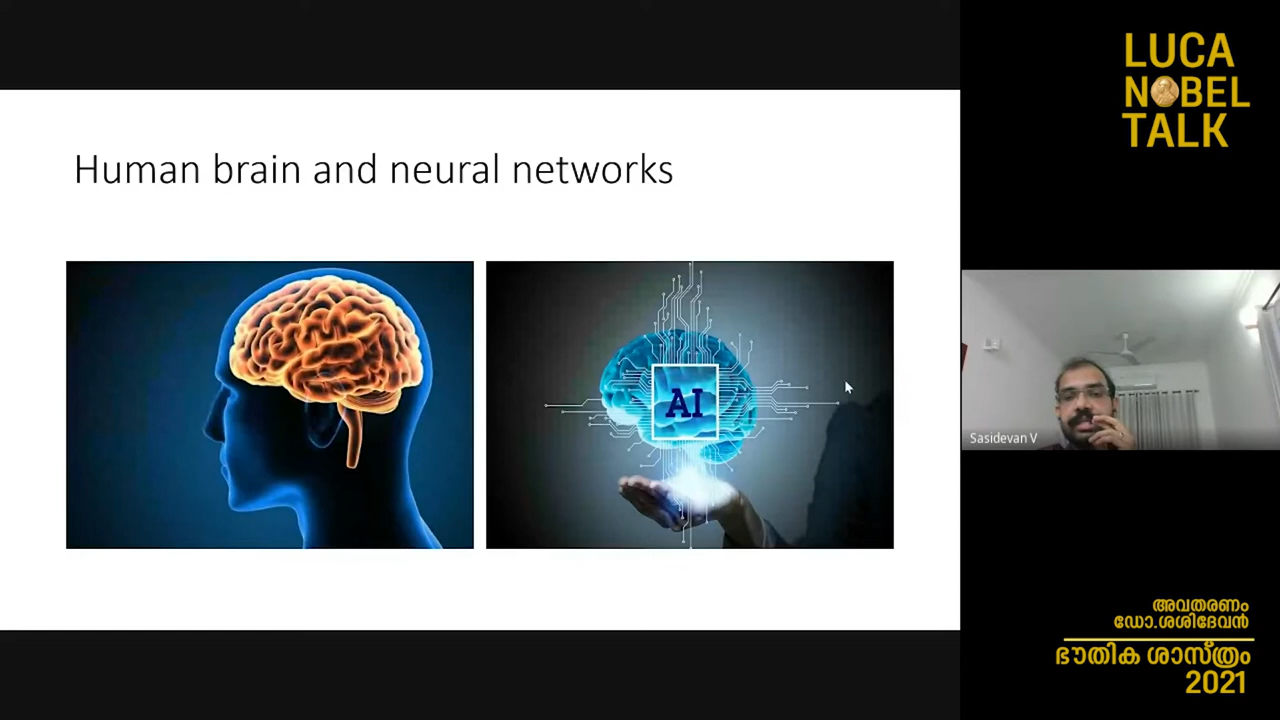 LUCA
NOBEL
TALK
Human brain and neural networks
AI
Sasidevan V
അവതരണം
ഡോ.ശശിദേവൻ
ഭൗതിക ശാസ്ത്രം
2021